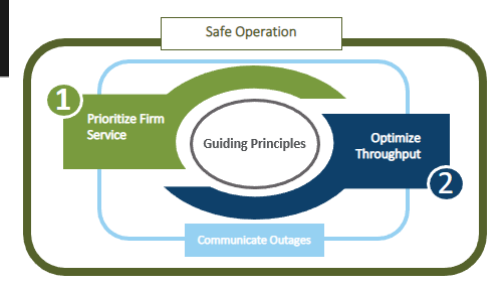 Safe Operation
1
Prioritize Firm
Service
Guiding Principles
Optimize
Throughput
2
Communicate Outages